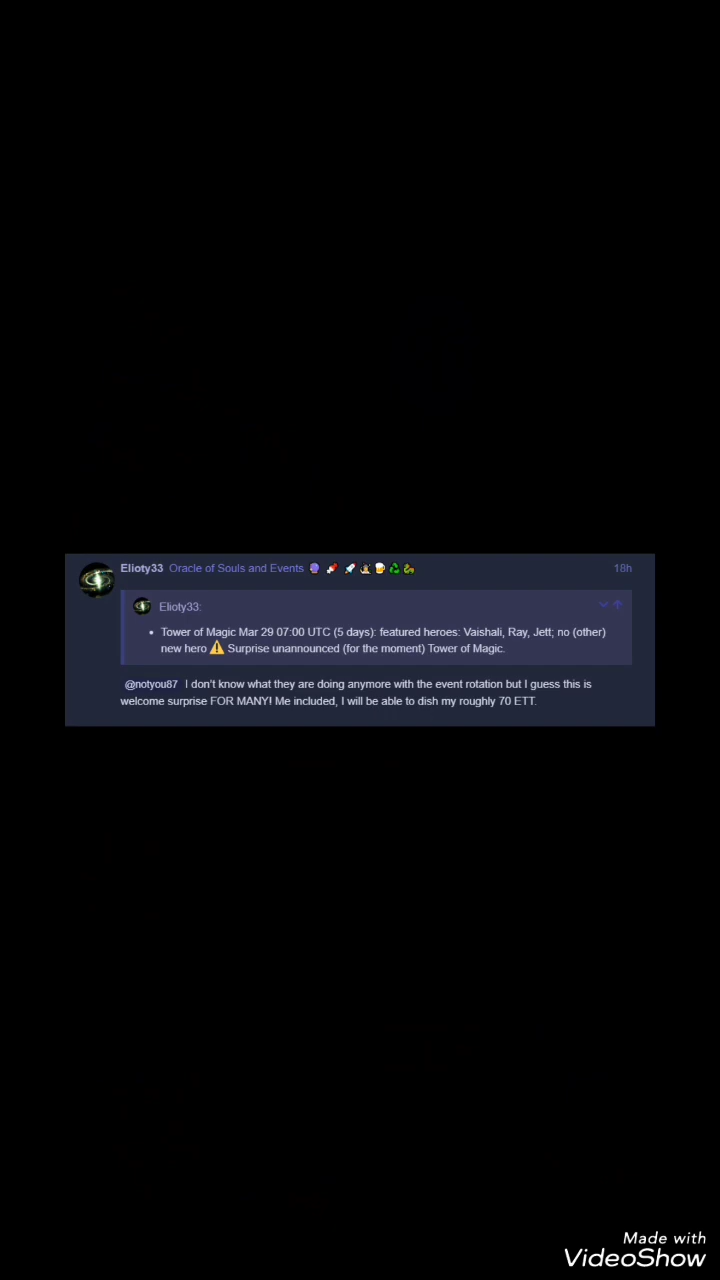 Elioty33 Oracle of Souls and Events 18h
Elioty33:
• Tower of Magic Mar 29 07:00 UTC (5 days): featured heroes: Vaishali, Ray, Jett; no (other)
new hero ⚠️ Surprise unannounced (for the moment) Tower of Magic.
@notyou87 I don't know what they are doing anymore with the event rotation but I guess this is
welcome surprise FOR MANY! Me included, I will be able to dish my roughly 70 ETT.
Made with
VideoShow